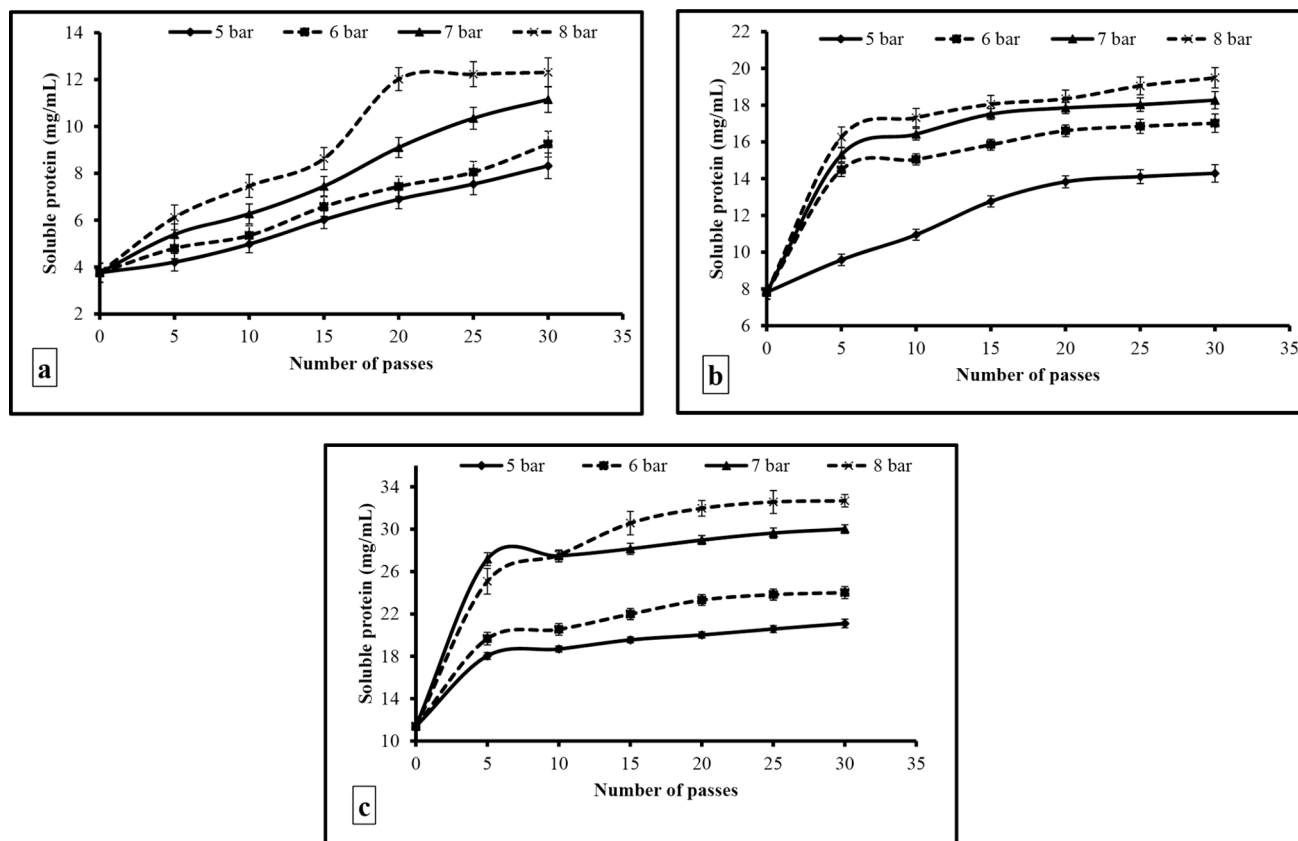 5 bar 6 bar 7 bar 8 bar
14
12
10
8
6
4
2
Soluble protein (mg/mL)
0 5 10 15 20 25 30 35
Number of passes
a
5 bar 6 bar 7 bar 8 bar
22
20
18
16
14
12
10
8
6
Soluble protein (mg/mL)
0 5 10 15 20 25 30 35
Number of passes
b
5 bar 6 bar 7 bar 8 bar
34
30
26
22
18
14
10
Soluble protein (mg/mL)
0 5 10 15 20 25 30 35
Number of passes
c